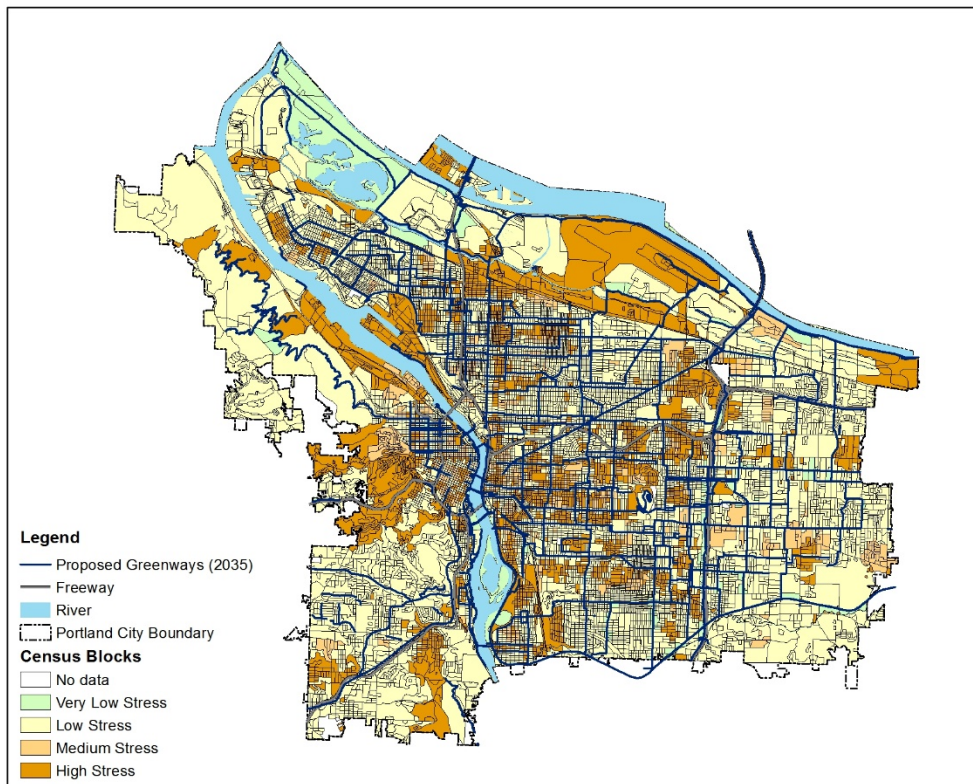 Legend
Proposed Greenways (2035)
Freeway
River
Portland City Boundary
Census Blocks
No data
Very Low Stress
Low Stress
Medium Stress
High Stress